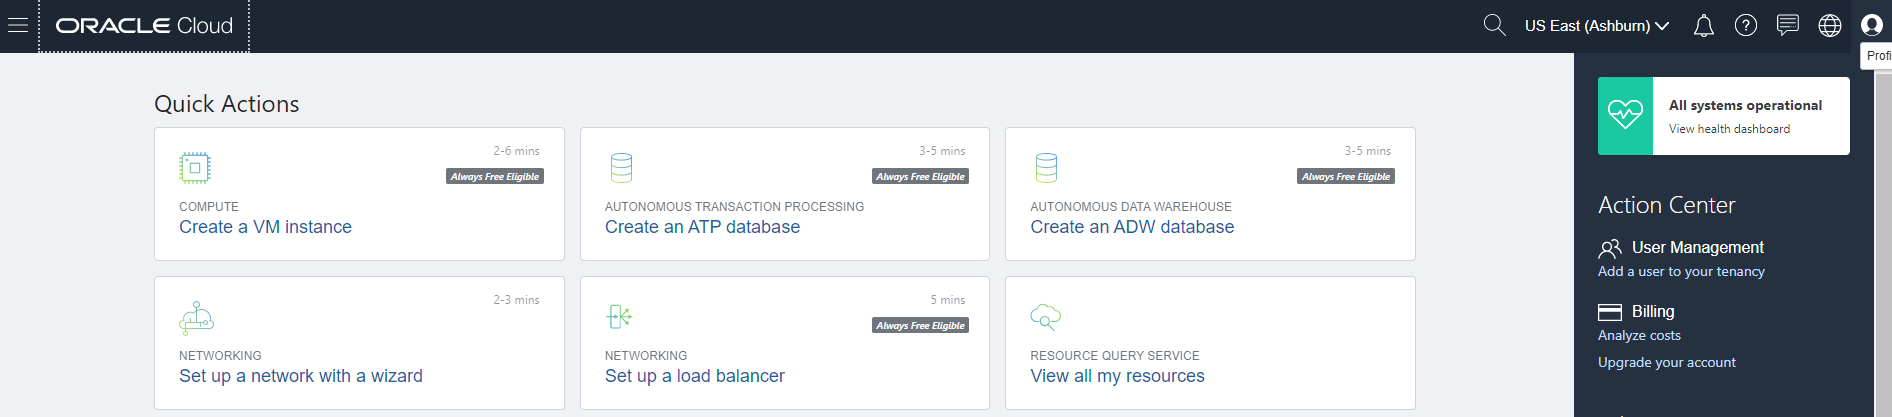 ORACLE Cloud
US East (Ashburn)
Profi
Quick Actions
2-6 mins
Always Free Eligible
COMPUTE
Create a VM instance
3-5 mins
Always Free Eligible
AUTONOMOUS TRANSACTION PROCESSING
Create an ATP database
3-5 mins
Always Free Eligible
AUTONOMOUS DATA WAREHOUSE
Create an ADW database
2-3 mins
NETWORKING
Set up a network with a wizard
5 mins
Always Free Eligible
NETWORKING
Set up a load balancer
RESOURCE QUERY SERVICE
View all my resources
All systems operational
View health dashboard
Action Center
User Management
Add a user to your tenancy
Billing
Analyze costs
Upgrade your account